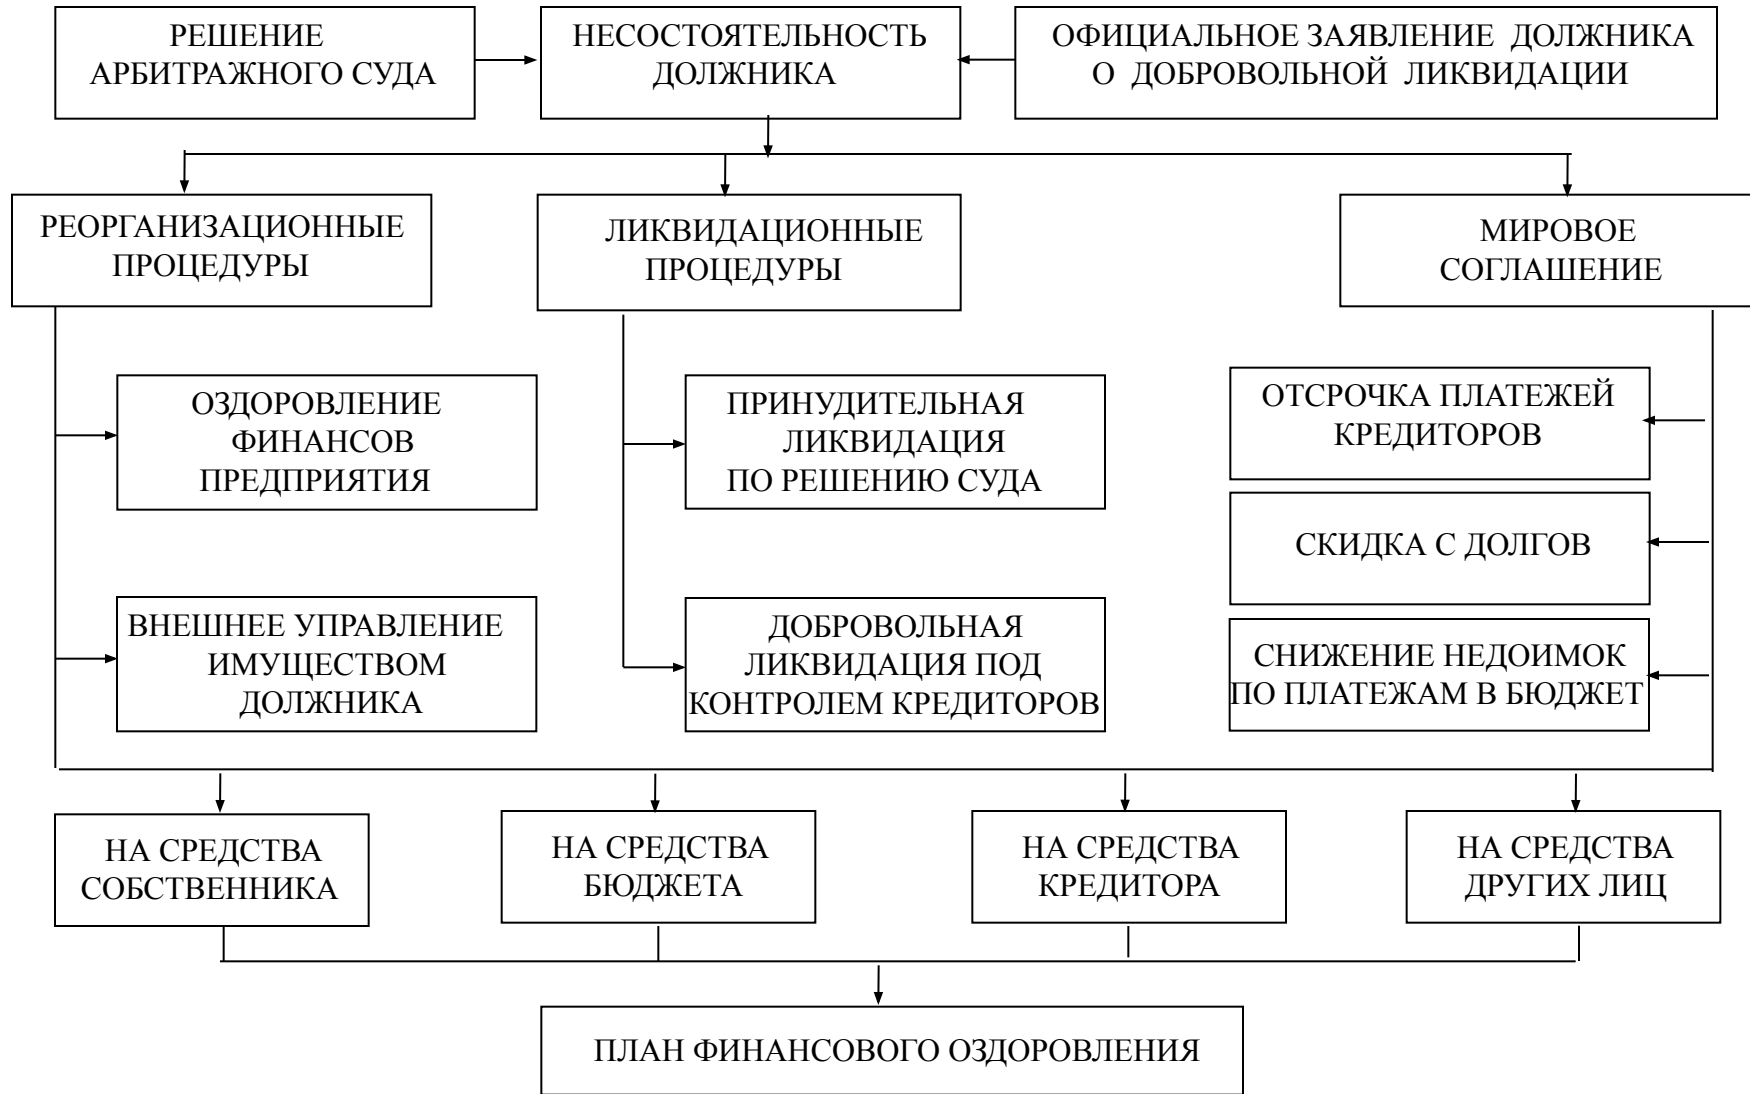 РЕШЕНИЕ
АРБИТРАЖНОГО СУДА
НЕСОСТОЯТЕЛЬНОСТЬ
ДОЛЖНИКА
ОФИЦИАЛЬНОЕ ЗАЯВЛЕНИЕ ДОЛЖНИКА
О ДОБРОВОЛЬНОЙ ЛИКВИДАЦИИ
РЕОРГАНИЗАЦИОННЫЕ
ПРОЦЕДУРЫ
ЛИКВИДАЦИОННЫЕ
ПРОЦЕДУРЫ
МИРОВОЕ
СОГЛАШЕНИЕ
ОЗДОРОВЛЕНИЕ
ФИНАНСОВ
ПРЕДПРИЯТИЯ
ПРИНУДИТЕЛЬНАЯ
ЛИКВИДАЦИЯ
ПО РЕШЕНИЮ СУДА
ОТСРОЧКА ПЛАТЕЖЕЙ
КРЕДИТОРОВ
СКИДКА С ДОЛГОВ
ВНЕШНЕЕ УПРАВЛЕНИЕ
ИМУЩЕСТВОМ
ДОЛЖНИКА
ДОБРОВОЛЬНАЯ
ЛИКВИДАЦИЯ ПОД
КОНТРОЛЕМ КРЕДИТОРОВ
СНИЖЕНИЕ НЕДОИМОК
ПО ПЛАТЕЖАМ В БЮДЖЕТ
НА СРЕДСТВА
СОБСТВЕННИКА
НА СРЕДСТВА
БЮДЖЕТА
НА СРЕДСТВА
КРЕДИТОРА
НА СРЕДСТВА
ДРУГИХ ЛИЦ
ПЛАН ФИНАНСОВОГО ОЗДОРОВЛЕНИЯ